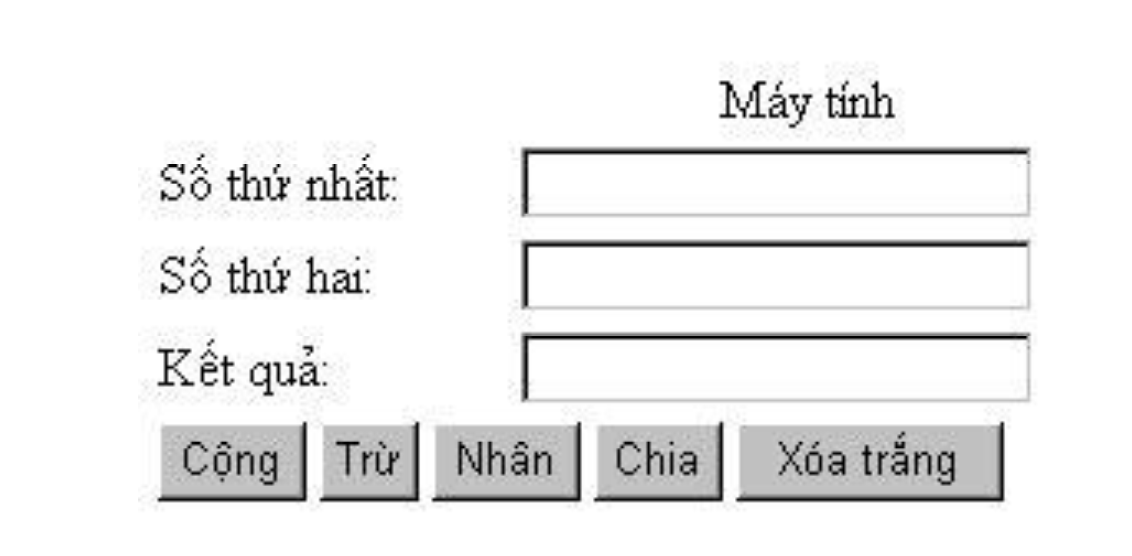 Máy tính
Số thứ nhất:
Số thứ hai:
Kết quả:
Cộng Trừ Nhân Chia Xóa trắng